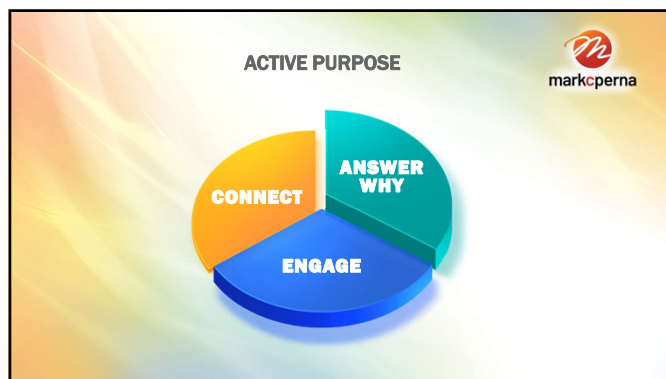 ACTIVE PURPOSE
markcperna
ANSWER
WHY
CONNECT
ENGAGE